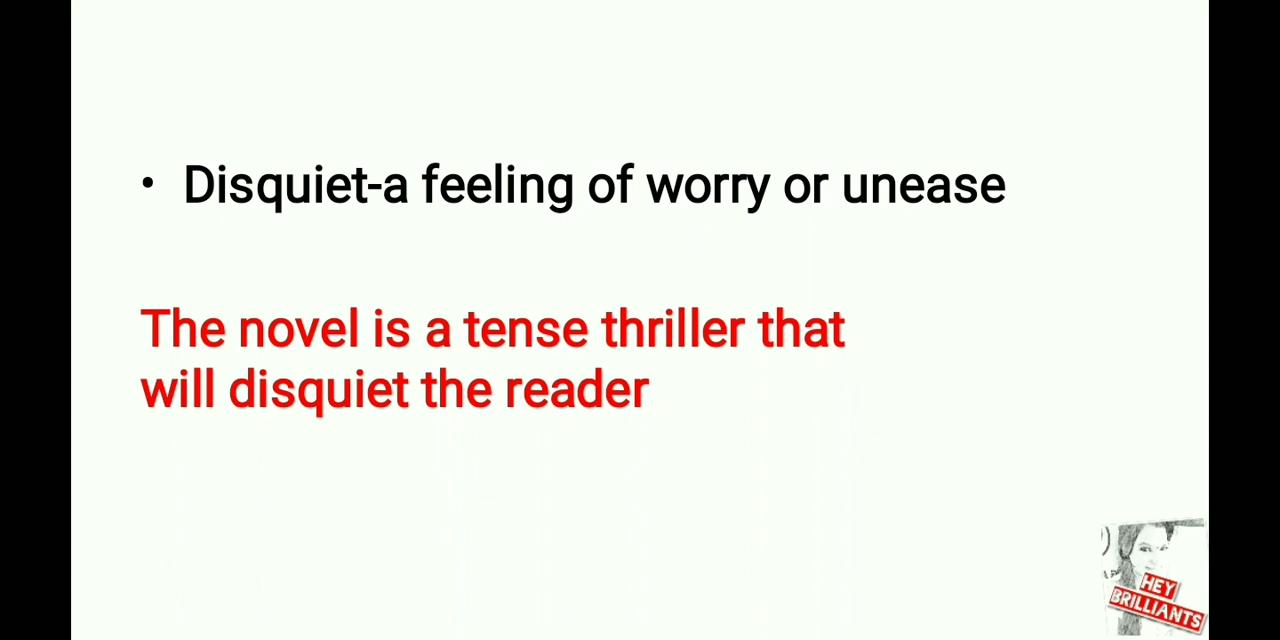 • Disquiet-a feeling of worry or unease
The novel is a tense thriller that
will disquiet the reader
HEY
BRILLIANTS